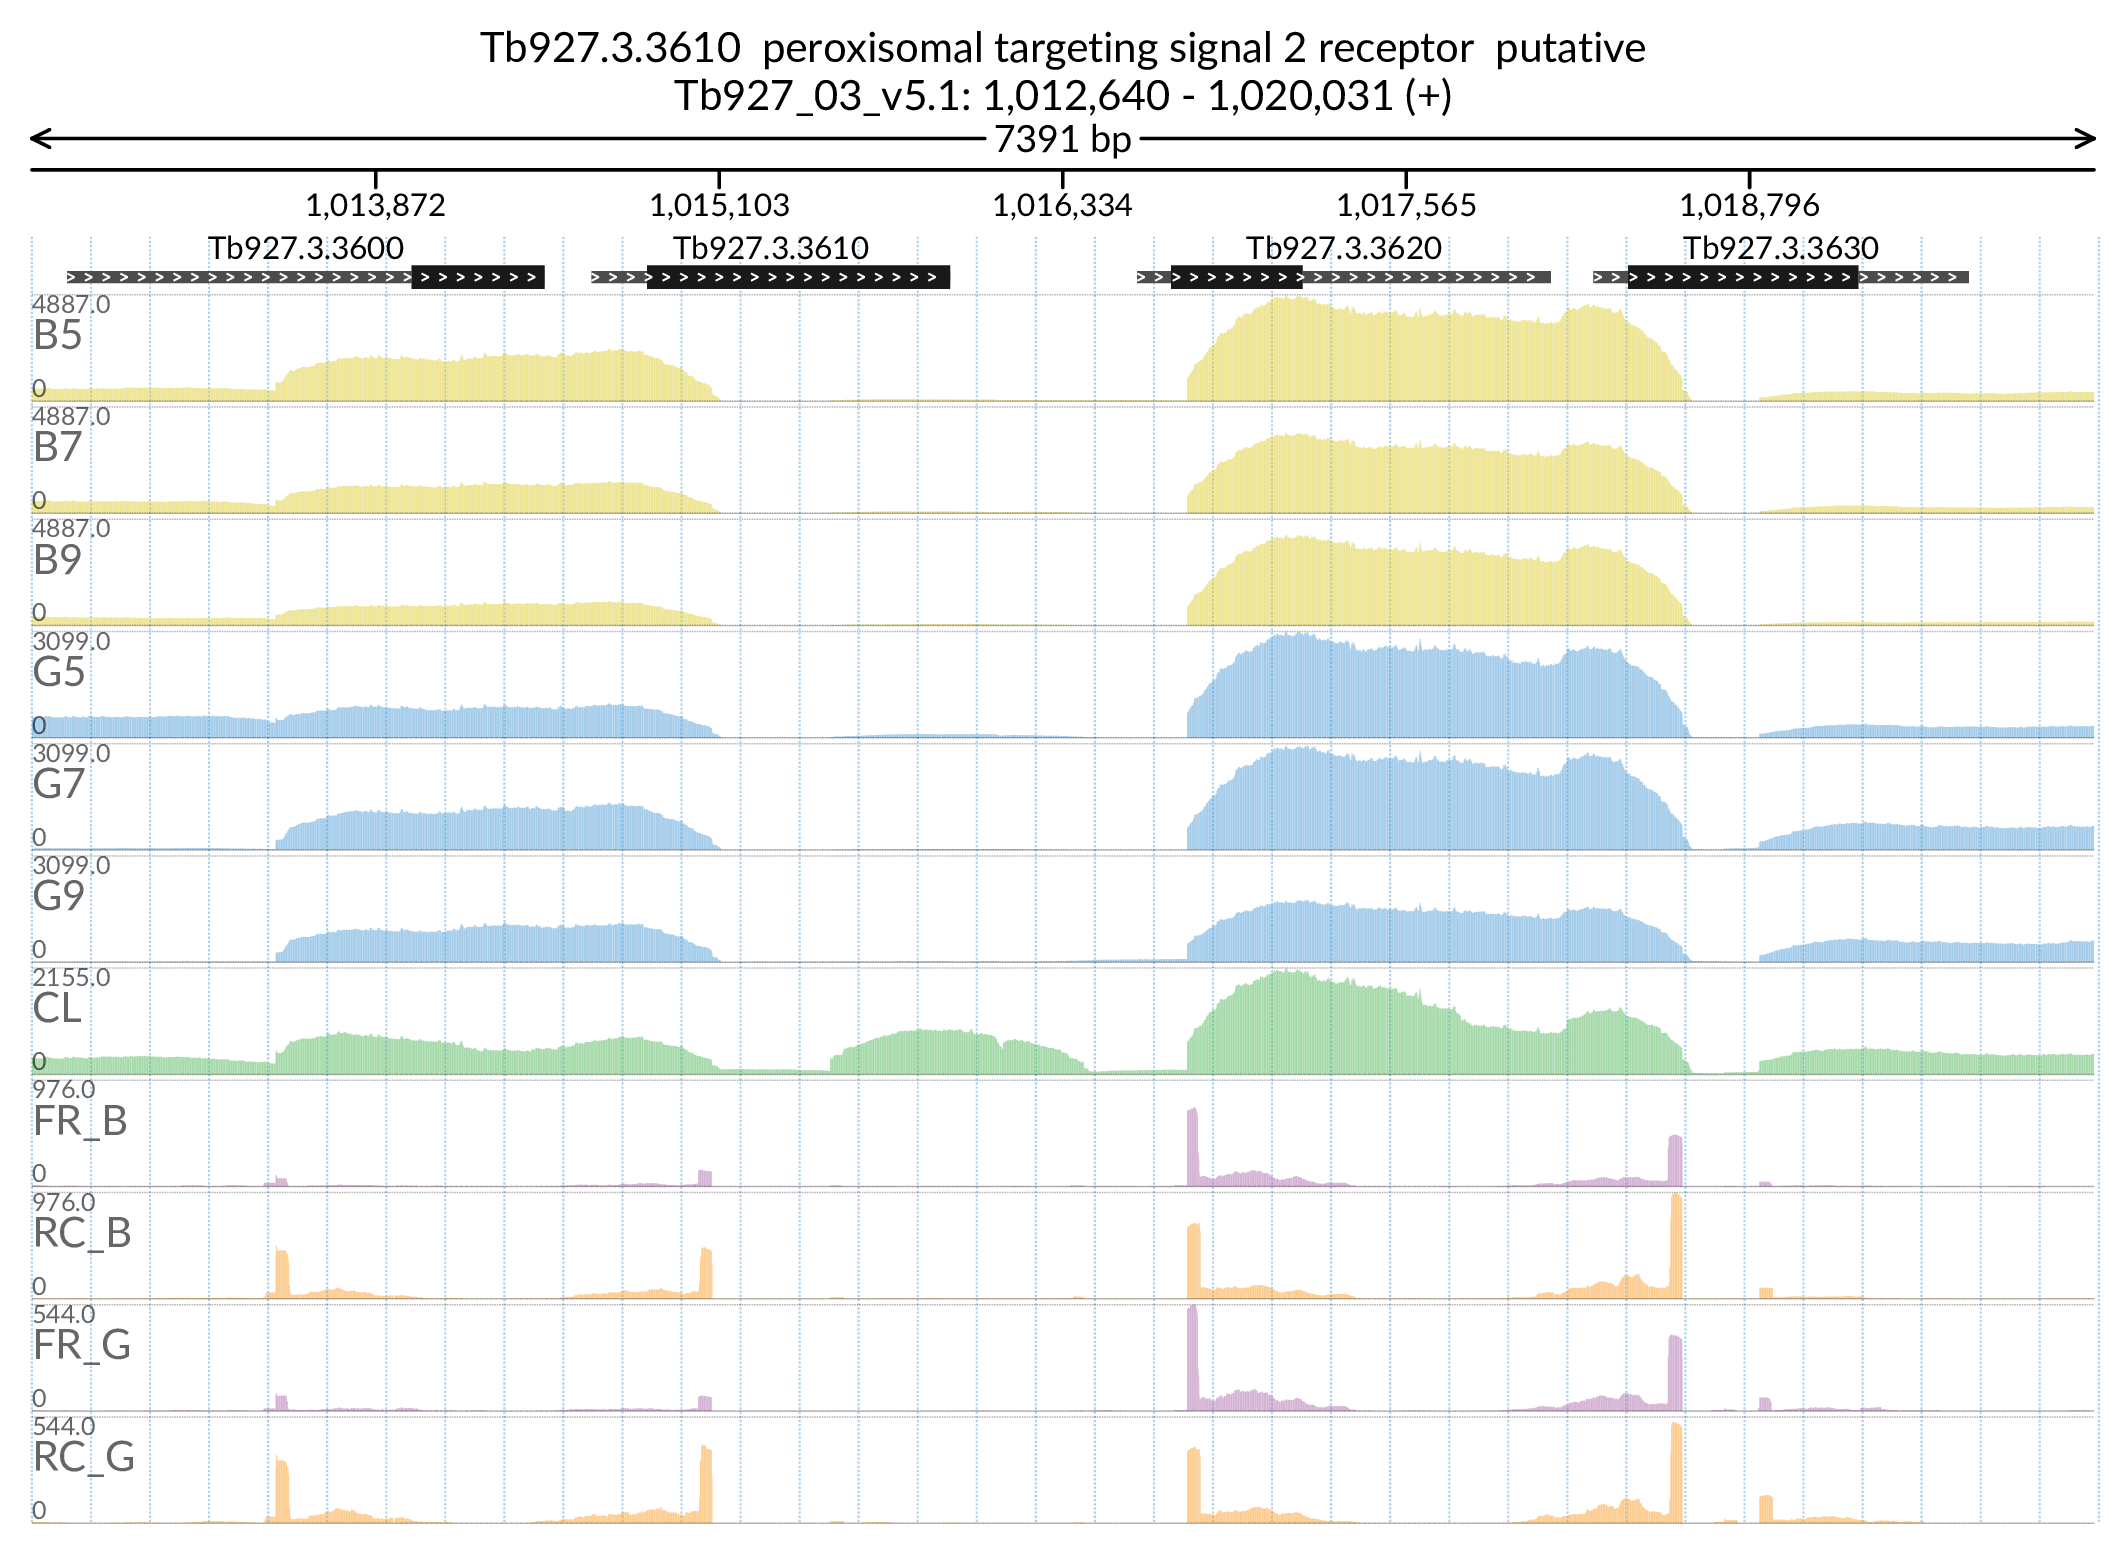 Tb927.3.3610  peroxisomal targeting signal 2 receptor  putative
Tb927_03_v5.1: 1,012,640 - 1,020,031 (+)
7391 bp
1,013,872 1,015,103 1,016,334 1,017,565 1,018,796
Tb927.3.3600 Tb927.3.3610 Tb927.3.3620 Tb927.3.3630
4887.0
B5
0
4887.0
B7
0
4887.0
B9
0
3099.0
G5
0
3099.0
G7
0
3099.0
G9
0
2155.0
CL
0
976.0
FR_B
0
976.0
RC_B
0
544.0
FR_G
0
544.0
RC_G
0